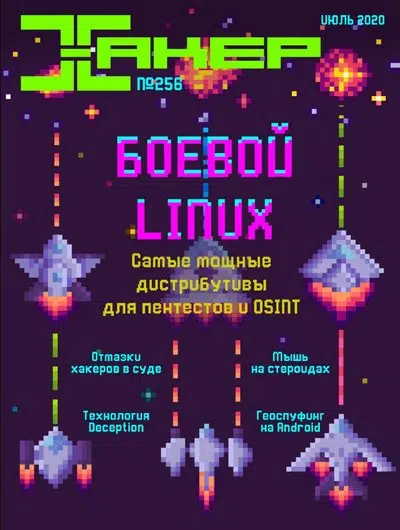 ХАКЕР
ИЮЛЬ 2020
№256
БОЕВОЙ
LINUX
Самые мощные
дистрибутивы
для пентестов и OSINT
Отмазки
хакеров в суде
Мышь
на стероидах
Технология
Deception
Геоспуфинг
на Android